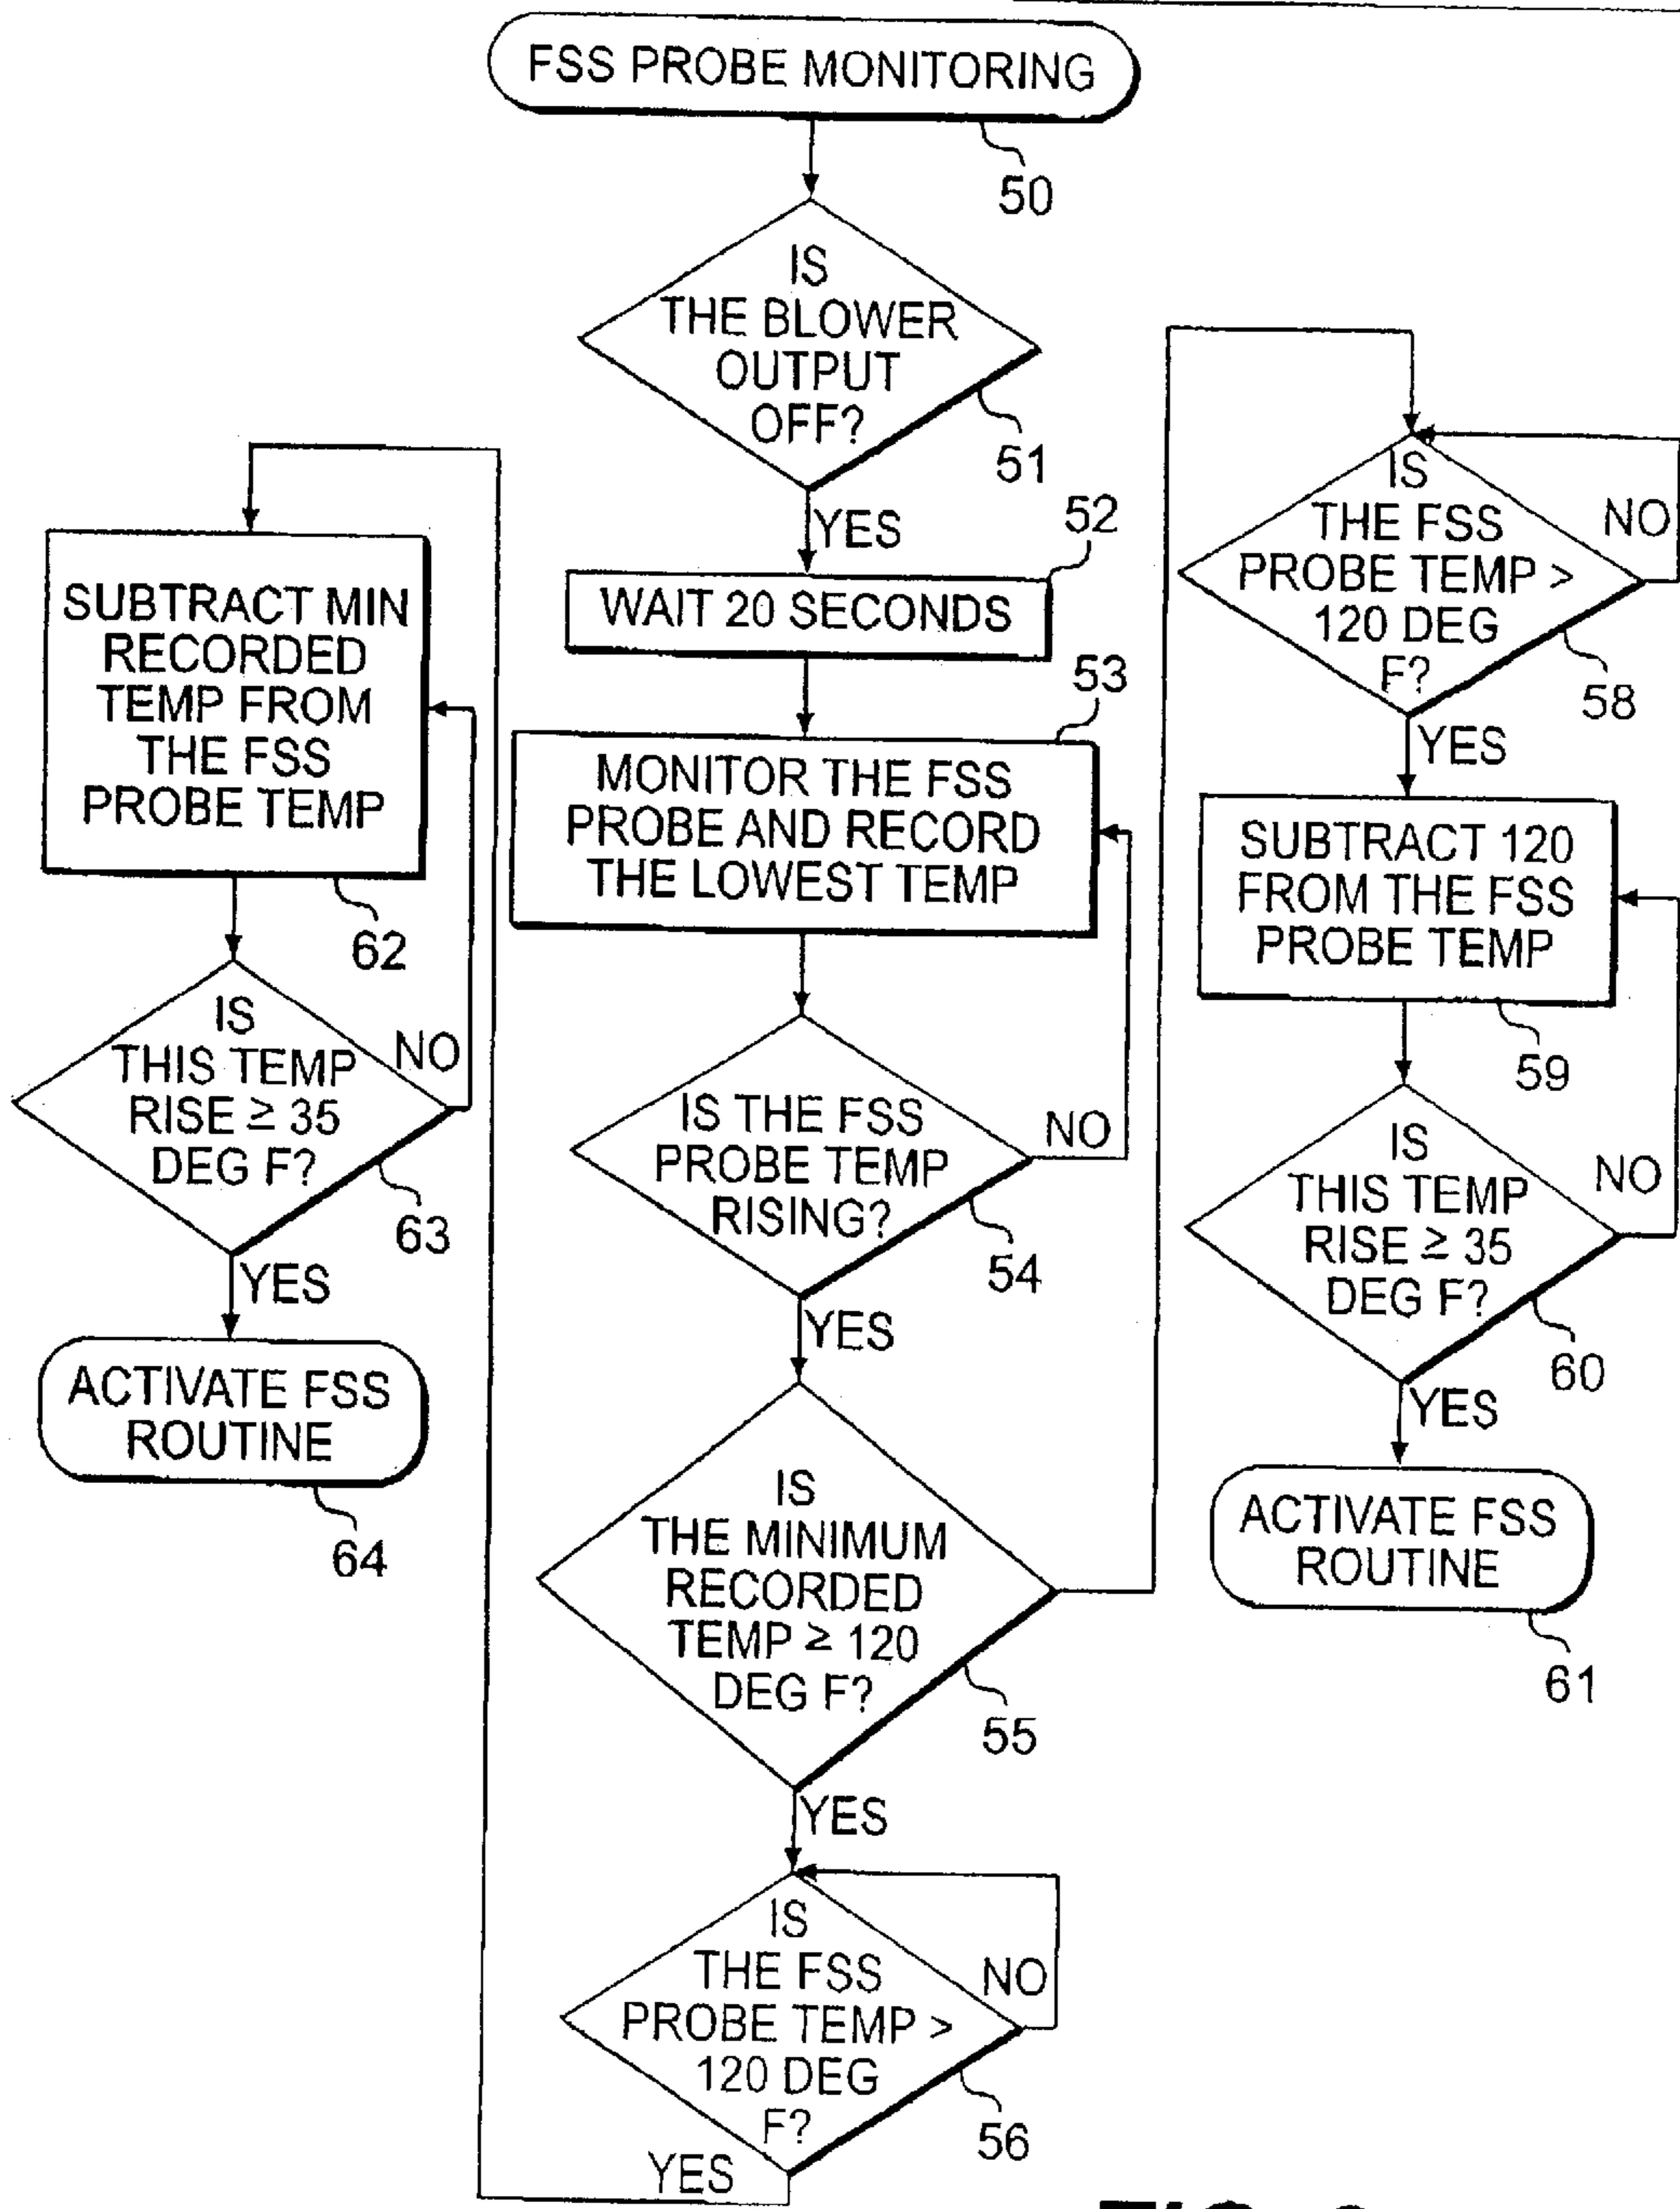 FSS PROBE MONITORING
50
IS
THE BLOWER
OUTPUT
OFF?
51
YES
52
WAIT 20 SECONDS
53
MONITOR THE FSS
PROBE AND RECORD
THE LOWEST TEMP
IS THE FSS
PROBE TEMP
RISING?
NO
54
YES
IS
THE MINIMUM
RECORDED
TEMP ≥ 120
DEG F?
55
YES
IS
THE FSS
PROBE TEMP >
120 DEG
F?
NO
56
YES
SUBTRACT MIN
RECORDED
TEMP FROM
THE FSS
PROBE TEMP
62
IS
THIS TEMP
RISE ≥ 35
DEG F?
NO
63
YES
ACTIVATE FSS
ROUTINE
64
IS
THE FSS
PROBE TEMP >
120 DEG
F?
NO
58
YES
SUBTRACT 120
FROM THE FSS
PROBE TEMP
59
IS
THIS TEMP
RISE ≥ 35
DEG F?
NO
60
YES
ACTIVATE FSS
ROUTINE
61